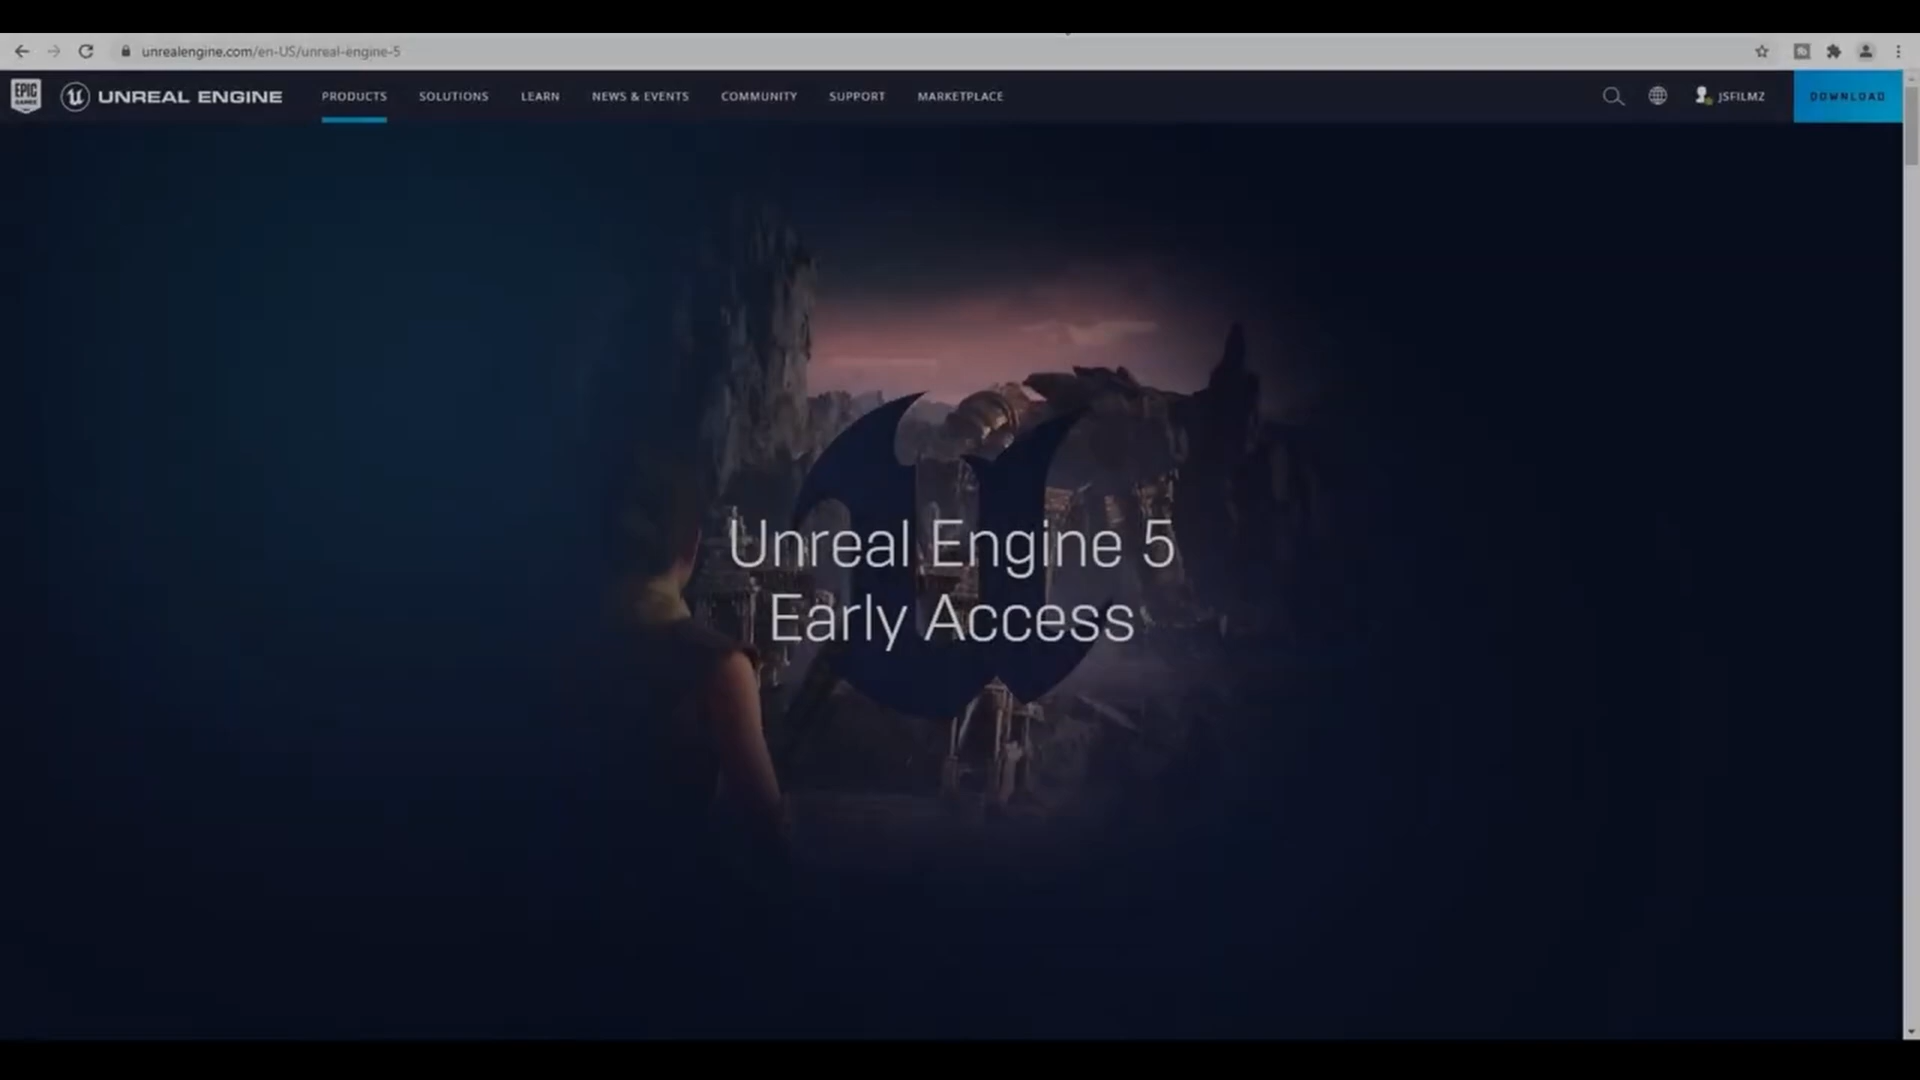 unrealengine.com/en-US/unreal-engine-5
EPIC GAMES
UNREAL ENGINE
PRODUCTS
SOLUTIONS
LEARN
NEWS & EVENTS
COMMUNITY
SUPPORT
MARKETPLACE
JSFILMZ
DOWNLOAD
Unreal Engine 5
Early Access